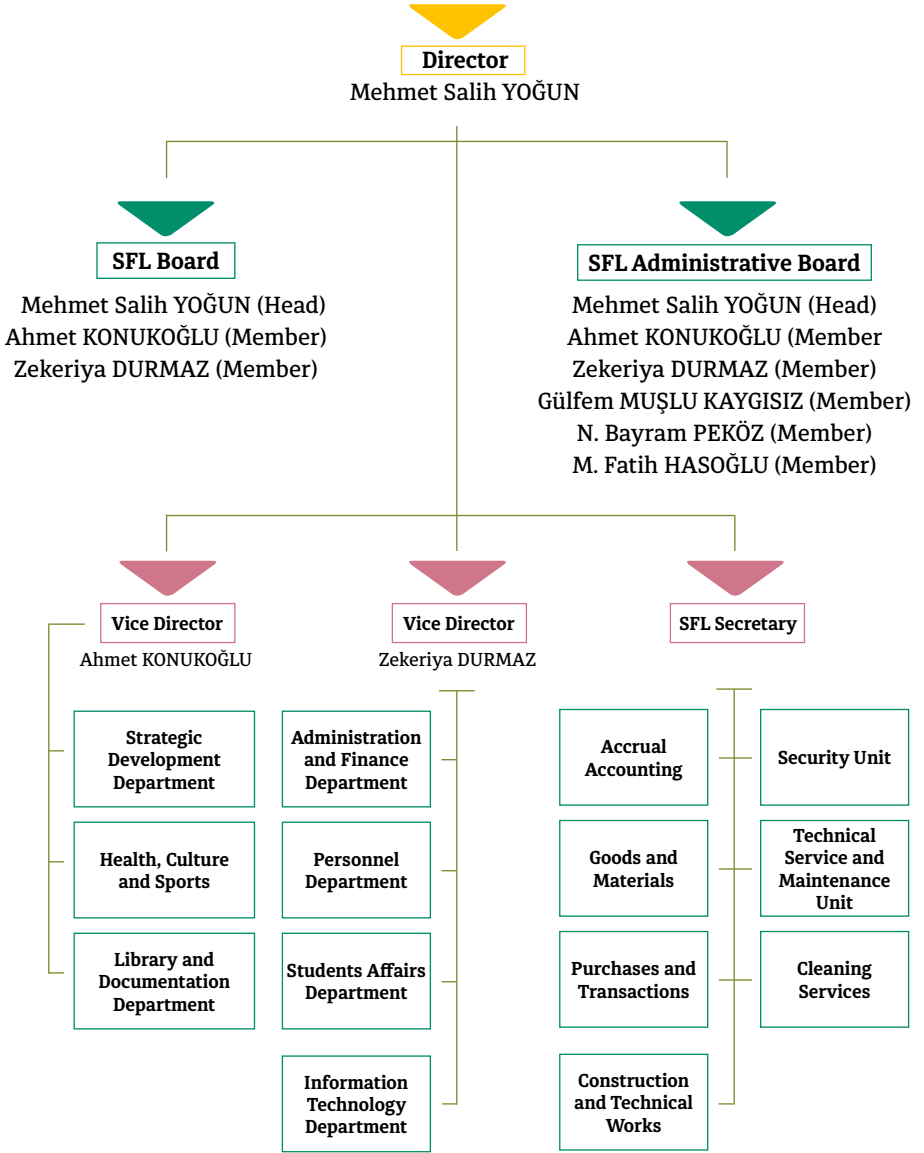 Director
Mehmet Salih YOĞUN
SFL Board
Mehmet Salih YOĞUN (Head)
Ahmet KONUKOĞLU (Member)
Zekeriya DURMAZ (Member)
SFL Administrative Board
Mehmet Salih YOĞUN (Head)
Ahmet KONUKOĞLU (Member
Zekeriya DURMAZ (Member)
Gülfem MUŞLU KAYGISIZ (Member)
N. Bayram PEKÖZ (Member)
M. Fatih HASOĞLU (Member)
Vice Director
Ahmet KONUKOĞLU
Strategic
Development
Department
Health, Culture
and Sports
Library and
Documentation
Department
Vice Director
Zekeriya DURMAZ
Administration
and Finance
Department
Personnel
Department
Students Affairs
Department
Information
Technology
Department
SFL Secretary
Accrual
Accounting
Goods and
Materials
Purchases and
Transactions
Construction
and Technical
Works
Security Unit
Technical
Service and
Maintenance
Unit
Cleaning
Services